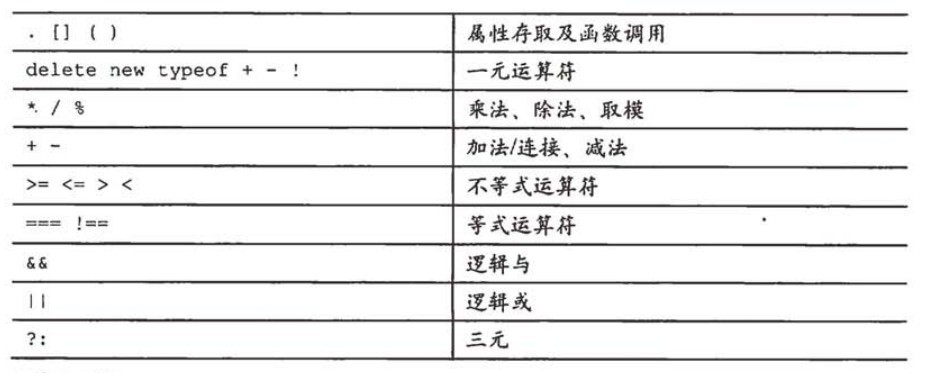 . [] ( ) 属性存取及函数调用
delete new typeof + - ! 一元运算符
* / % 乘法、除法、取模
+ - 加法/连接、减法
>= <= > < 不等式运算符
=== !== 等式运算符
&& 逻辑与
|| 逻辑或
?: 三元